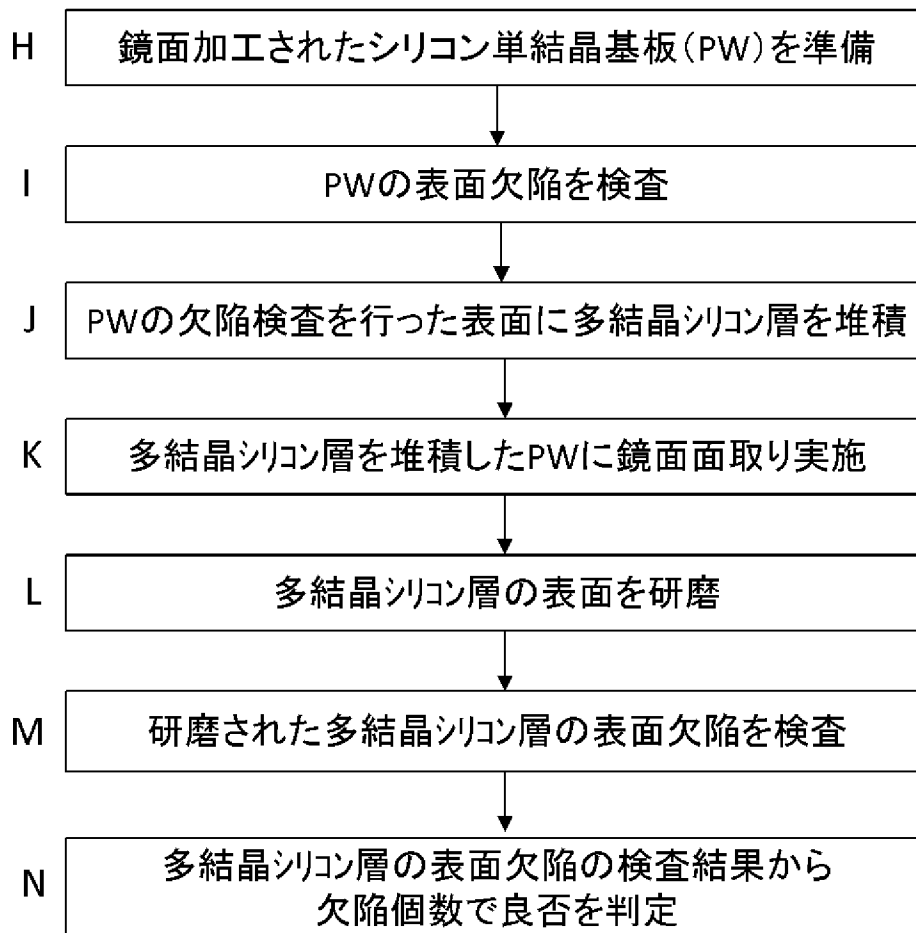 H 鏡面加工されたシリコン単結晶基板(PW)を準備
I PWの表面欠陥を検査
J PWの欠陥検査を行った表面に多結晶シリコン層を堆積
K 多結晶シリコン層を堆積したPWに鏡面面取り実施
L 多結晶シリコン層の表面を研磨
M 研磨された多結晶シリコン層の表面欠陥を検査
N 多結晶シリコン層の表面欠陥の検査結果から
欠陥個数で良否を判定